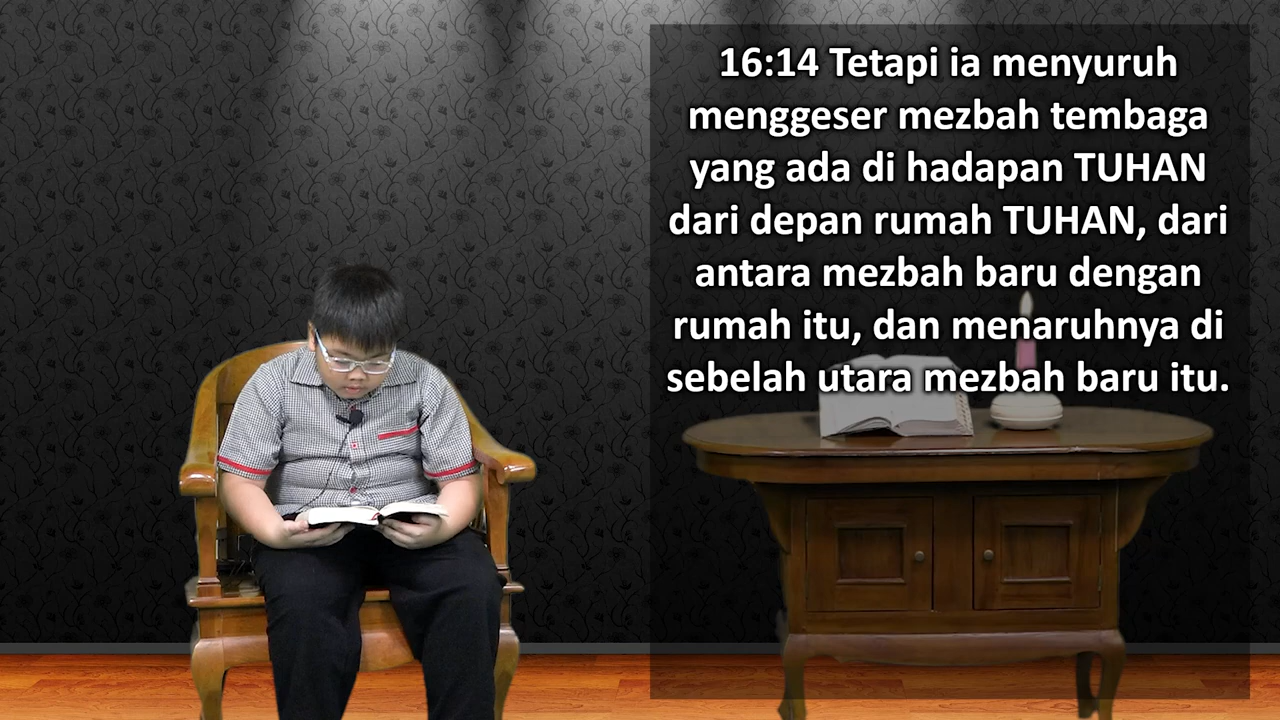 16:14 Tetapi ia menyuruh
menggeser mezbah tembaga
yang ada di hadapan TUHAN
dari depan rumah TUHAN, dari
antara mezbah baru dengan
rumah itu, dan menaruhnya di
sebelah utara mezbah baru itu.